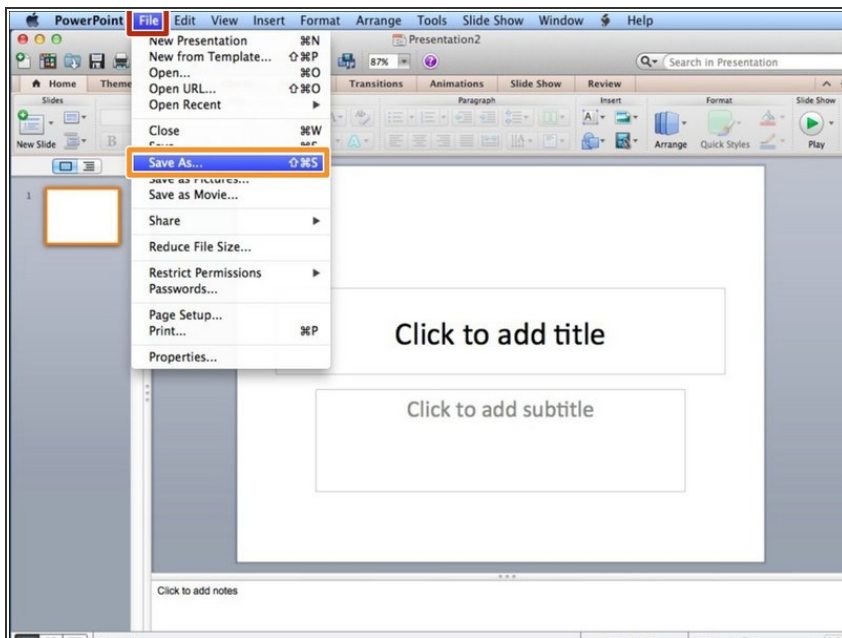 PowerPoint File Edit View Insert Format Arrange Tools Slide Show Window Help
Presentation2
87%
Search in Presentation
Home
Transitions Animations Slide Show Review
Slides
Paragraph Insert Format Slide Show
New Slide
B
A
Arrange Quick Styles Play
New Presentation ⌘N
New from Template... ⇧⌘P
Open... ⌘O
Open URL... ⇧⌘O
Open Recent ▶
Close ⌘W
Save As... ⇧⌘S
Save as Pictures...
Save as Movie...
Share ▶
Reduce File Size...
Restrict Permissions ▶
Passwords...
Page Setup...
Print... ⌘P
Properties...
1
Click to add title
Click to add subtitle
Click to add notes